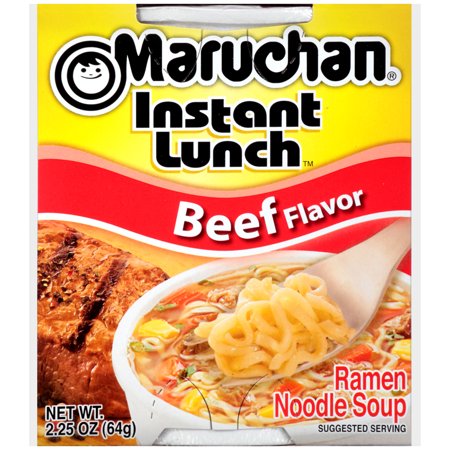 Maruchan®
Instant
Lunch™
Beef Flavor
Ramen
Noodle Soup
SUGGESTED SERVING
NET WT.
2.25 OZ (64g)